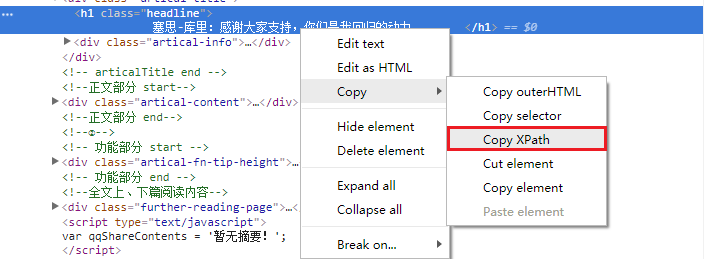 <h1 class="headline">
塞思-库里：感谢大家支持，你们是我回归的动力 </h1> == $0
<div class="artical-info">…</div>
</div>
<!-- articalTitle end -->
<!--正文部分 start-->
<div class="artical-content">…</div>
<!--正文部分 end-->
<!-- 功能部分 start -->
<div class="artical-fn-tip-height">…</
<!-- 功能部分 end -->
<!--全文上、下篇阅读内容-->
<div class="further-reading-page">…<
<script type="text/javascript">
var qqShareContents = '暂无摘要! ';
</script>
Edit text
Edit as HTML
Copy
Hide element
Delete element
Expand all
Collapse all
Break on...
Copy outerHTML
Copy selector
Copy XPath
Cut element
Copy element
Paste element